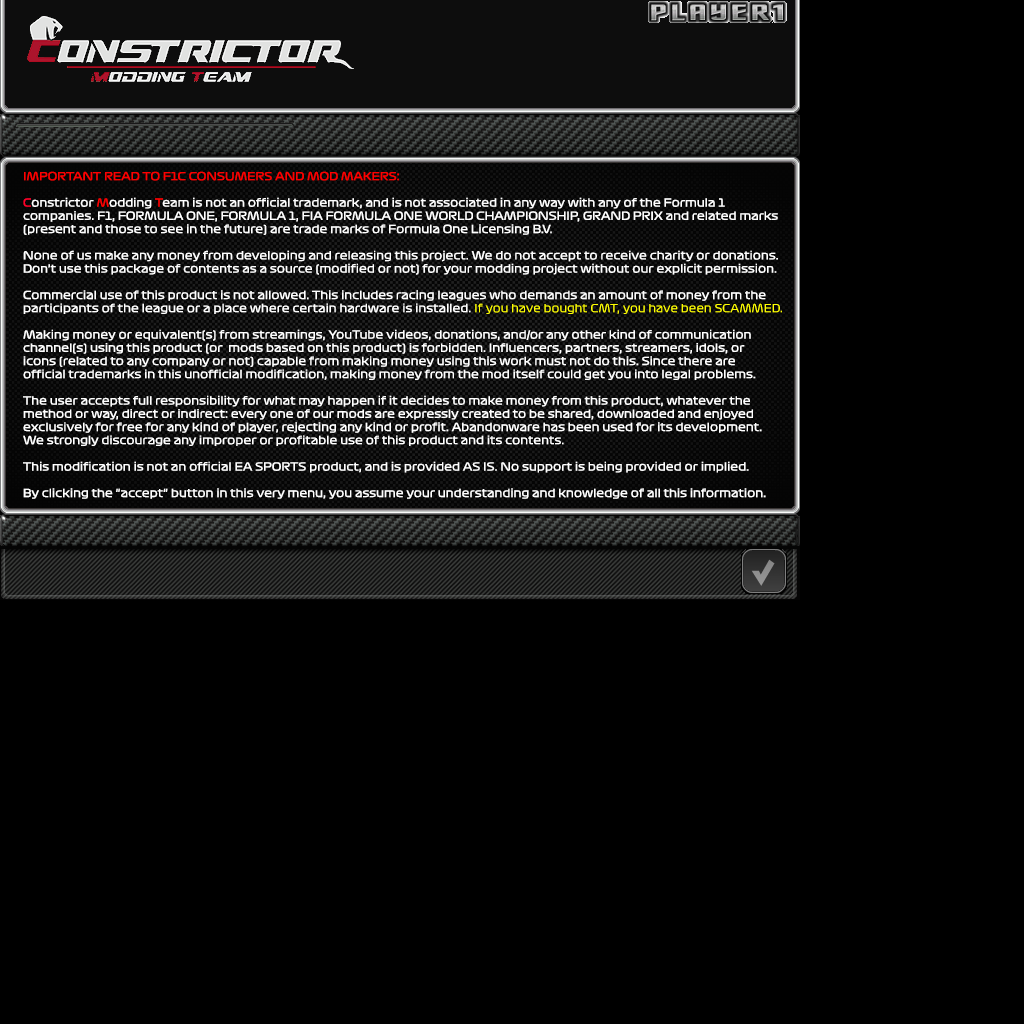 PLAYER1
CONSTRICTOR
MODDING TEAM
IMPORTANT READ TO F1C CONSUMERS AND MOD MAKERS:
Constrictor Modding Team is not an official trademark, and is not associated in any way with any of the Formula 1
companies. F1, FORMULA ONE, FORMULA 1, FIA FORMULA ONE WORLD CHAMPIONSHIP, GRAND PRIX and related marks
(present and those to see in the future) are trade marks of Formula One Licensing B.V.
None of us make any money from developing and releasing this project. We do not accept to receive charity or donations.
Don't use this package of contents as a source (modified or not) for your modding project without our explicit permission.
Commercial use of this product is not allowed. This includes racing leagues who demands an amount of money from the
participants of the league or a place where certain hardware is installed. If you have bought CMT, you have been SCAMMED.
Making money or equivalent(s) from streamings, YouTube videos, donations, and/or any other kind of communication
channel(s) using this product (or  mods based on this product) is forbidden. Influencers, partners, streamers, idols, or
icons (related to any company or not) capable from making money using this work must not do this. Since there are
official trademarks in this unofficial modification, making money from the mod itself could get you into legal problems.
The user accepts full responsibility for what may happen if it decides to make money from this product, whatever the
method or way, direct or indirect: every one of our mods are expressly created to be shared, downloaded and enjoyed
exclusively for free for any kind of player, rejecting any kind or profit. Abandonware has been used for its development.
We strongly discourage any improper or profitable use of this product and its contents.
This modification is not an official EA SPORTS product, and is provided AS IS. No support is being provided or implied.
By clicking the "accept" button in this very menu, you assume your understanding and knowledge of all this information.